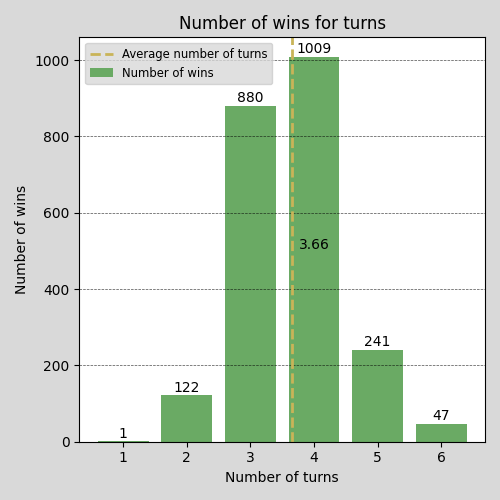 Number of wins for turns
Average number of turns
Number of wins
1009
880
3.66
241
122
47
1
1000
800
600
400
200
0
Number of wins
1 2 3 4 5 6
Number of turns